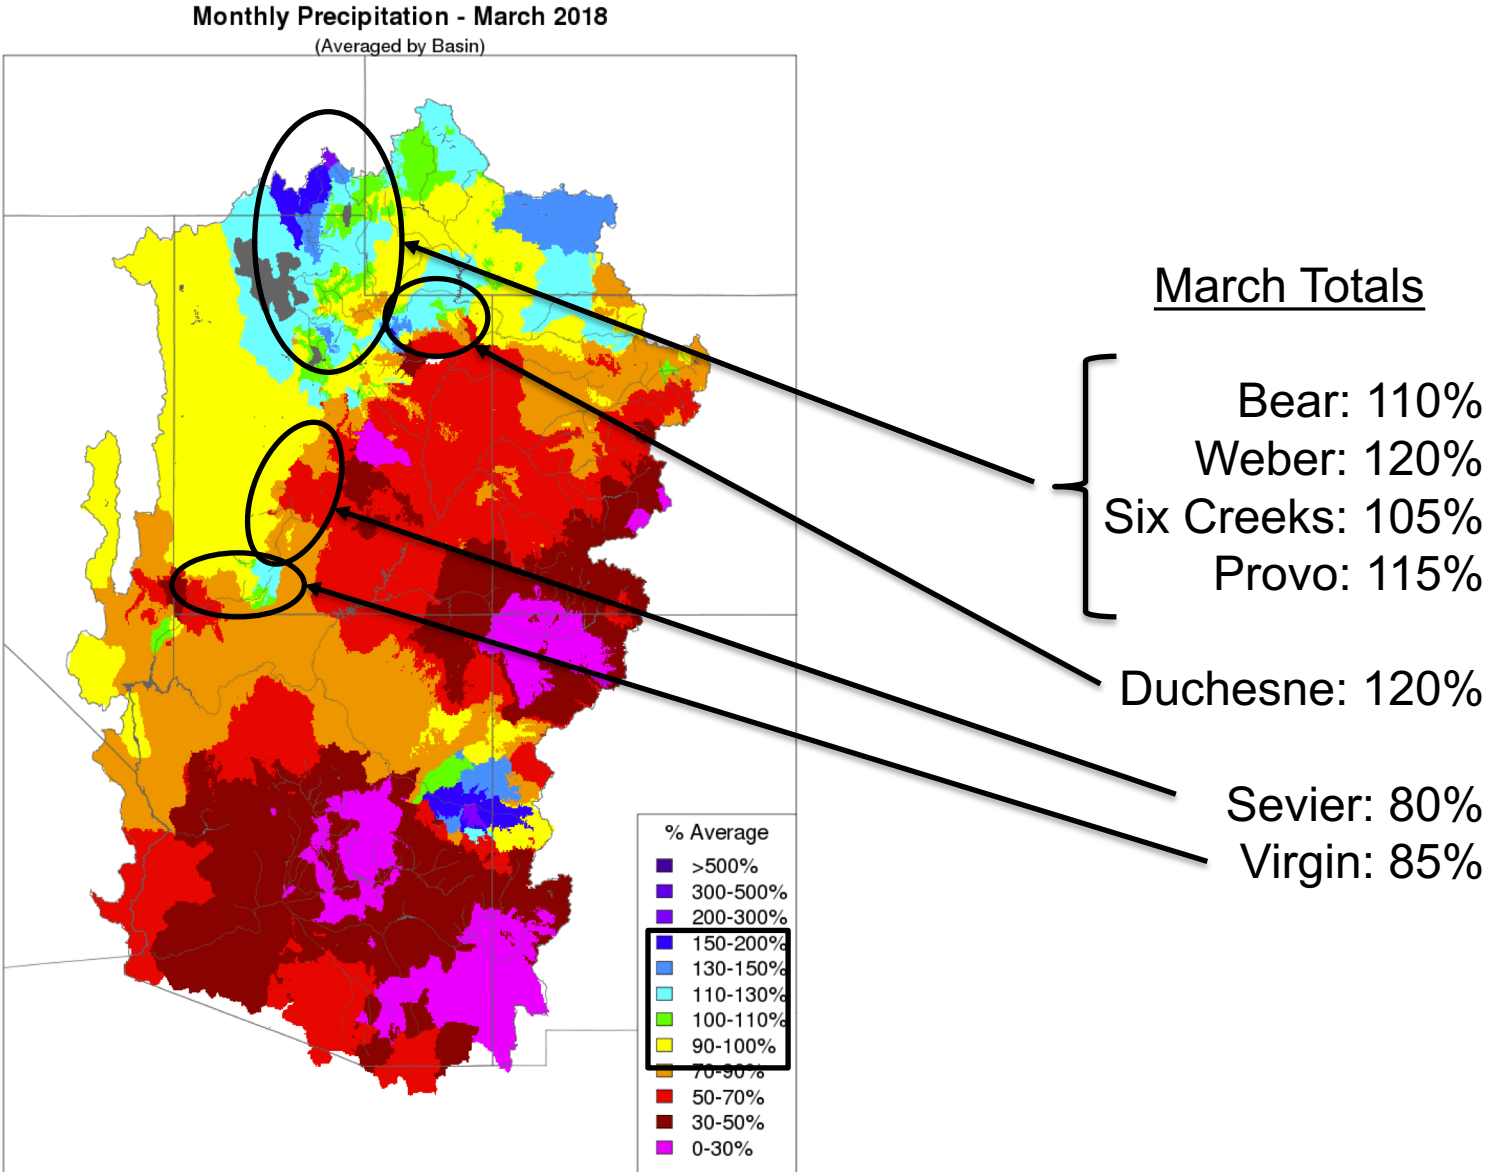 Monthly Precipitation - March 2018
(Averaged by Basin)
March Totals
Bear: 110%
Weber: 120%
Six Creeks: 105%
Provo: 115%
Duchesne: 120%
Sevier: 80%
Virgin: 85%
% Average
>500%
300-500%
200-300%
150-200%
130-150%
110-130%
100-110%
90-100%
70-90%
50-70%
30-50%
0-30%